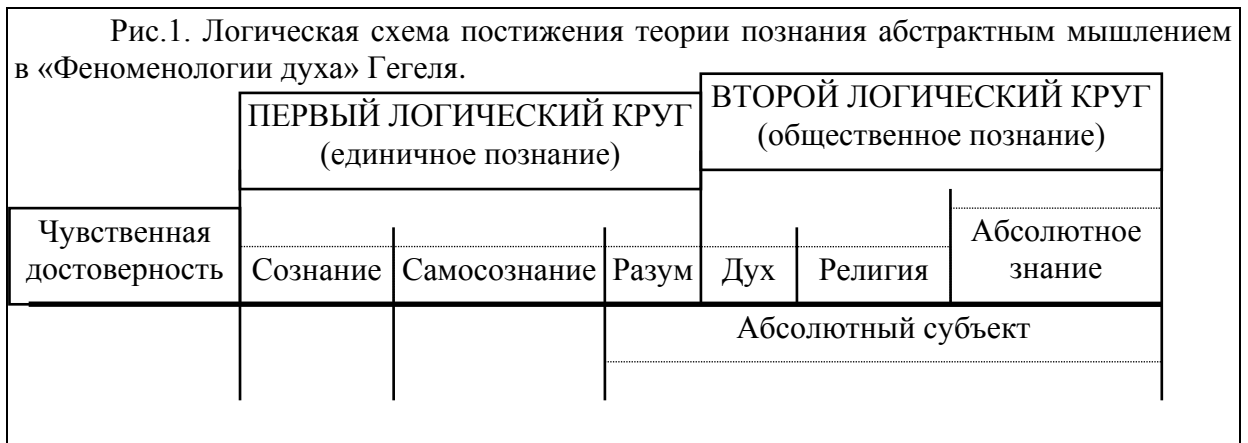 Рис.1. Логическая схема постижения теории познания абстрактным мышлением
в «Феноменологии духа» Гегеля.
ПЕРВЫЙ ЛОГИЧЕСКИЙ КРУГ
(единичное познание)
ВТОРОЙ ЛОГИЧЕСКИЙ КРУГ
(общественное познание)
Чувственная
достоверность
Сознание
Самосознание
Разум
Дух
Религия
Абсолютное
знание
Абсолютный субъект